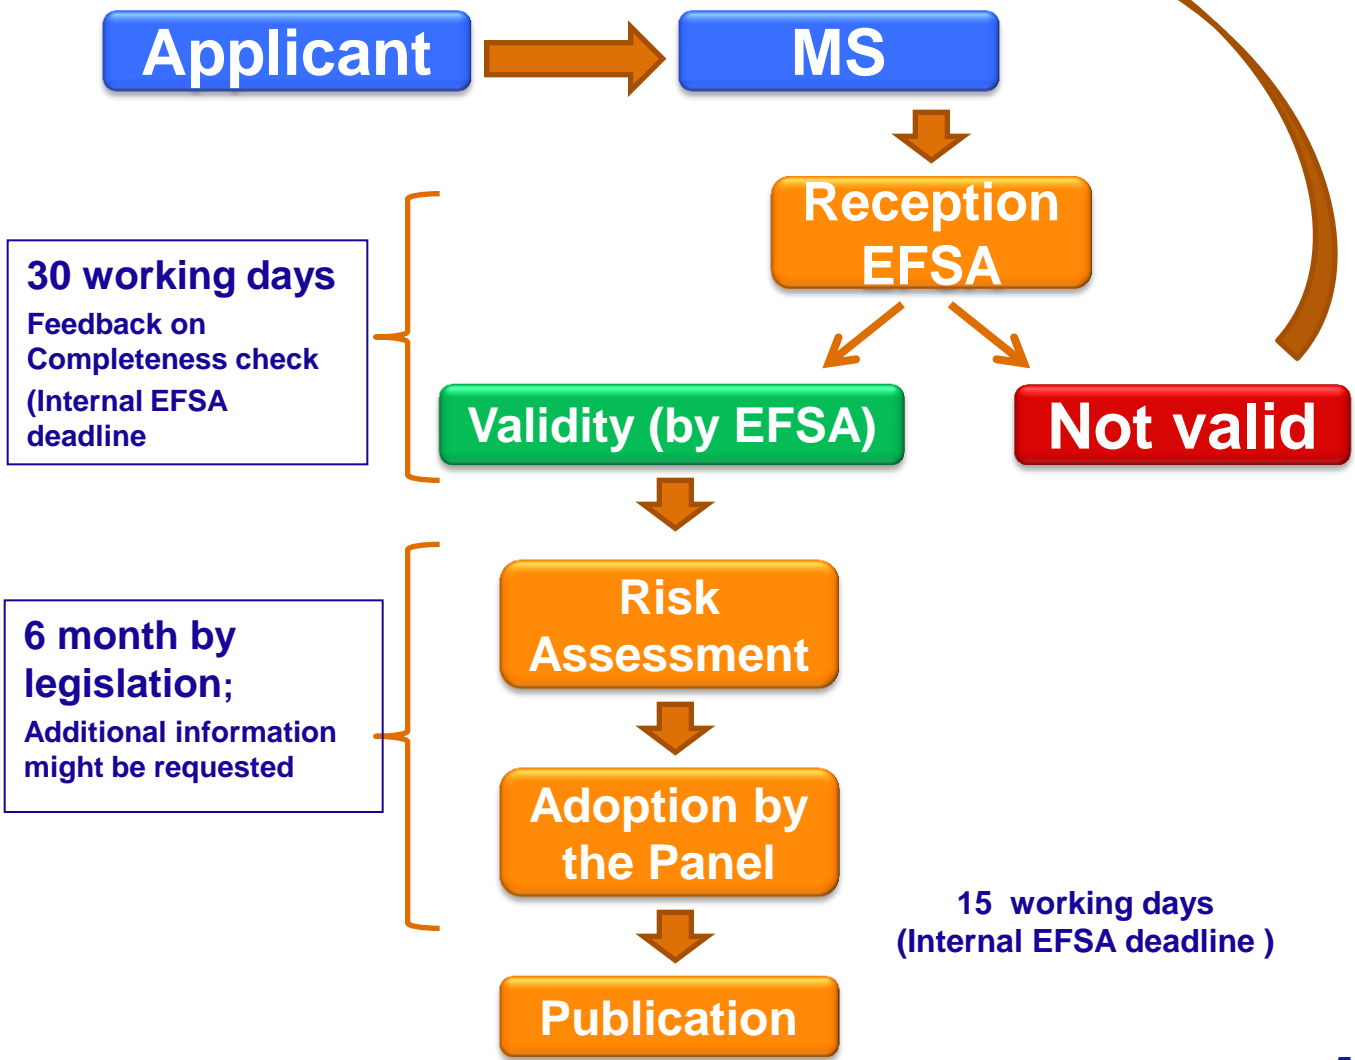 Applicant
MS
Reception
EFSA
30 working days
Feedback on
Completeness check
(Internal EFSA
deadline
Validity (by EFSA)
Not valid
Risk
Assessment
6 month by
legislation;
Additional information
might be requested
Adoption by
the Panel
15 working days
(Internal EFSA deadline )
Publication